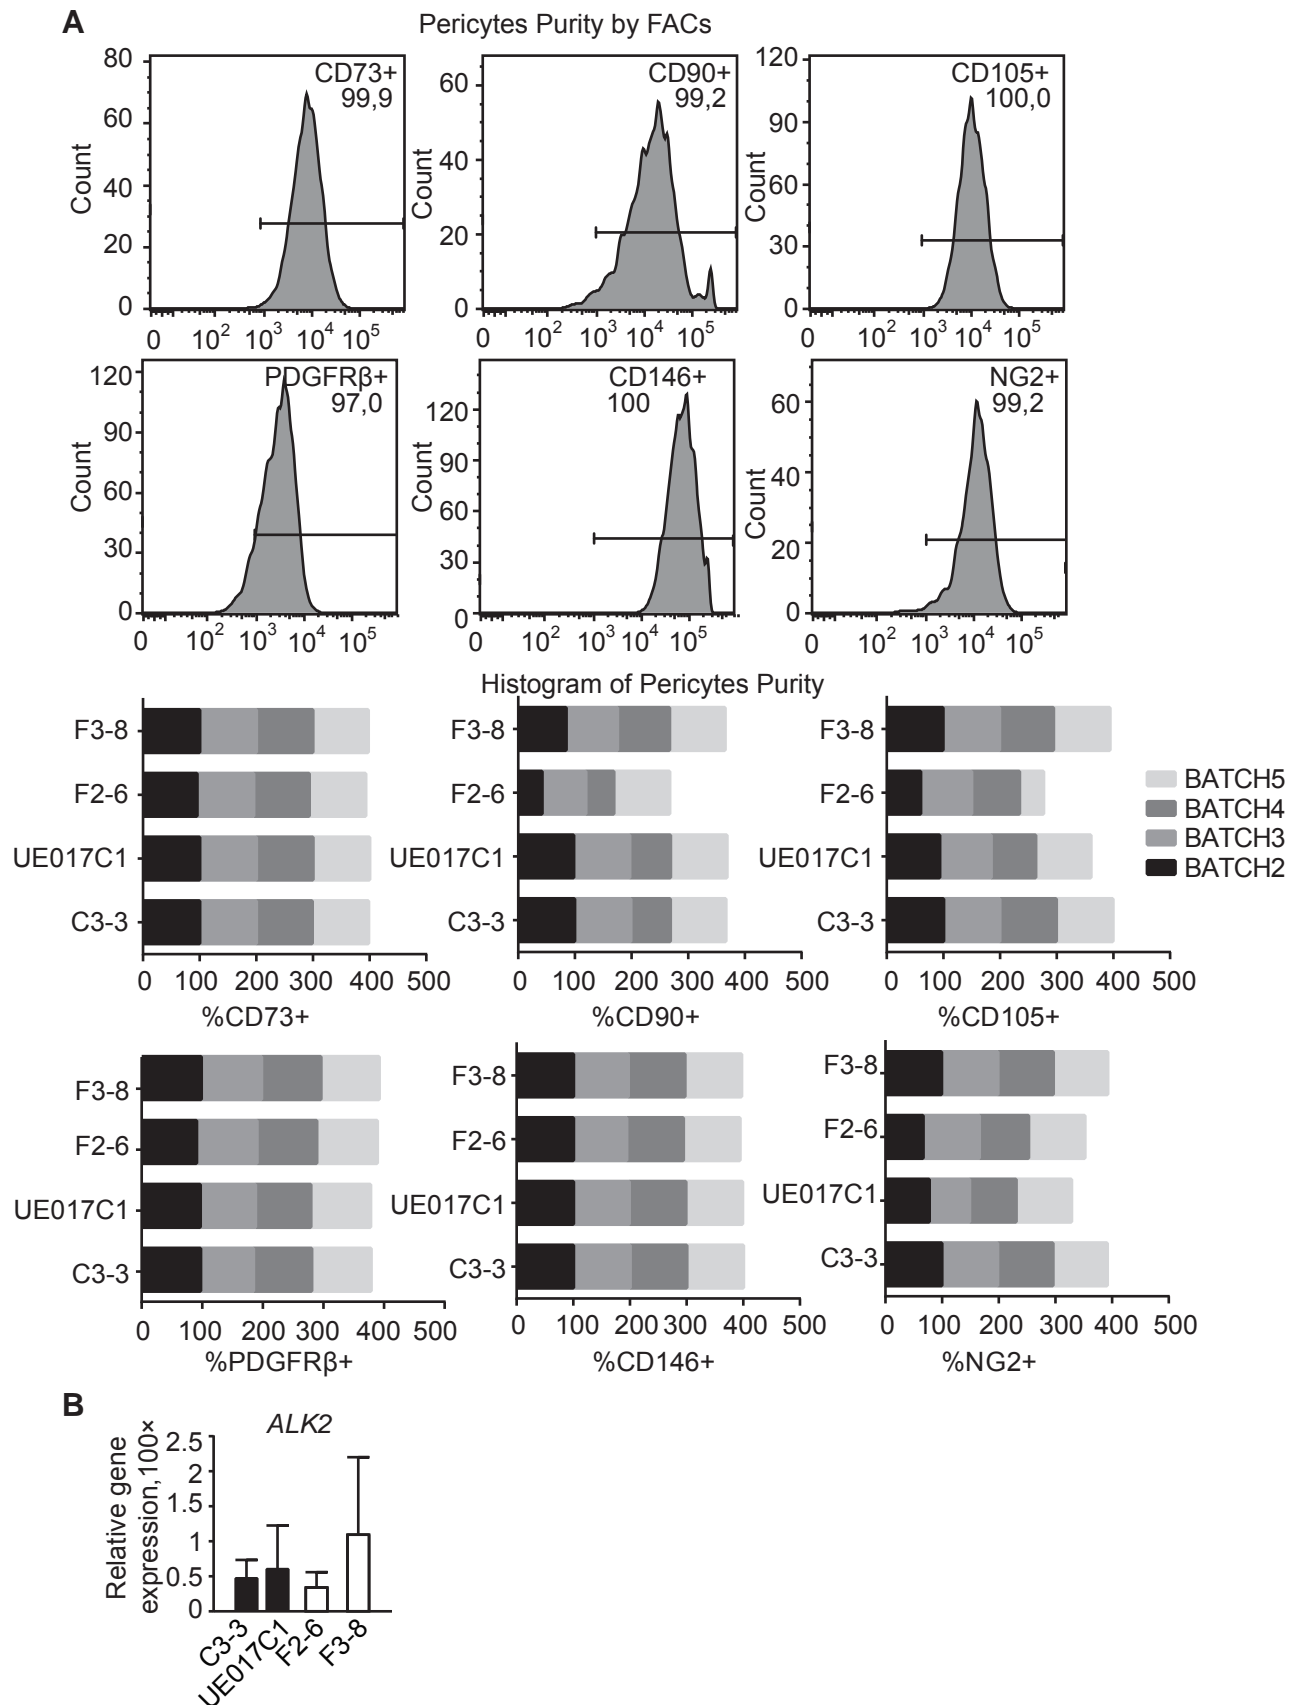 A
Pericytes Purity by FACs
80
60
40
20
0
Count
CD73+
99,9
0 10² 10³ 10⁴ 10⁵
60
40
20
0
Count
CD90+
99,2
0 10² 10³ 10⁴ 10⁵
120
90
60
30
0
Count
CD105+
100,0
0 10² 10³ 10⁴ 10⁵
120
90
60
30
0
Count
PDGFRβ+
97,0
0 10² 10³ 10⁴ 10⁵
120
90
60
30
0
Count
CD146+
100
0 10² 10³ 10⁴ 10⁵
60
40
20
0
Count
NG2+
99,2
0 10² 10³ 10⁴ 10⁵
Histogram of Pericytes Purity
F3-8
F2-6
UE017C1
C3-3
0 100 200 300 400 500
%CD73+
F3-8
F2-6
UE017C1
C3-3
0 100 200 300 400 500
%CD90+
F3-8
F2-6
UE017C1
C3-3
0 100 200 300 400 500
%CD105+
BATCH5
BATCH4
BATCH3
BATCH2
F3-8
F2-6
UE017C1
C3-3
0 100 200 300 400 500
%PDGFRβ+
F3-8
F2-6
UE017C1
C3-3
0 100 200 300 400 500
%CD146+
F3-8
F2-6
UE017C1
C3-3
0 100 200 300 400 500
%NG2+
B
ALK2
Relative gene
expression,100×
2.5
2
1.5
1
0.5
0
C3-3
UE017C1
F2-6
F3-8